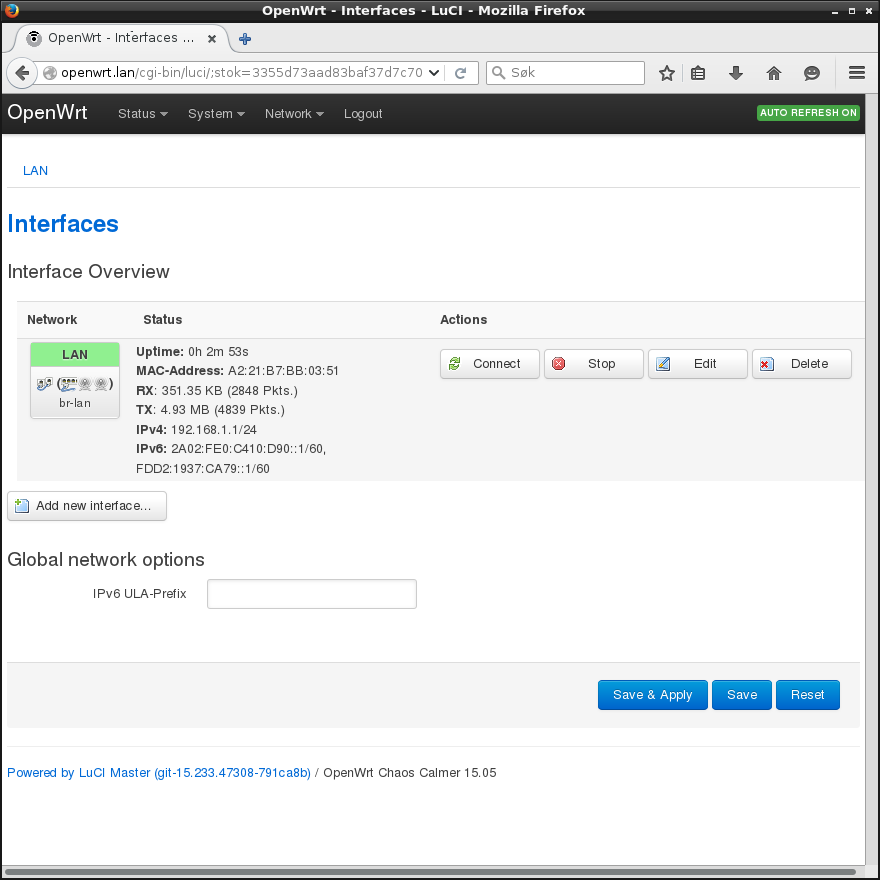 OpenWrt - Interfaces - LuCI - Mozilla Firefox
OpenWrt - Interfaces ...
openwrt.lan/cgi-bin/luci/;stok=3355d73aad83baf37d7c70
Søk
OpenWrt Status System Network Logout AUTO REFRESH ON
LAN
Interfaces
Interface Overview
Network Status Actions
LAN
(
)
br-lan
Uptime: 0h 2m 53s
MAC-Address: A2:21:B7:BB:03:51
RX: 351.35 KB (2848 Pkts.)
TX: 4.93 MB (4839 Pkts.)
IPv4: 192.168.1.1/24
IPv6: 2A02:FE0:C410:D90::1/60,
FDD2:1937:CA79::1/60
Connect Stop Edit Delete
Add new interface...
Global network options
IPv6 ULA-Prefix
Save & Apply Save Reset
Powered by LuCI Master (git-15.233.47308-791ca8b) / OpenWrt Chaos Calmer 15.05